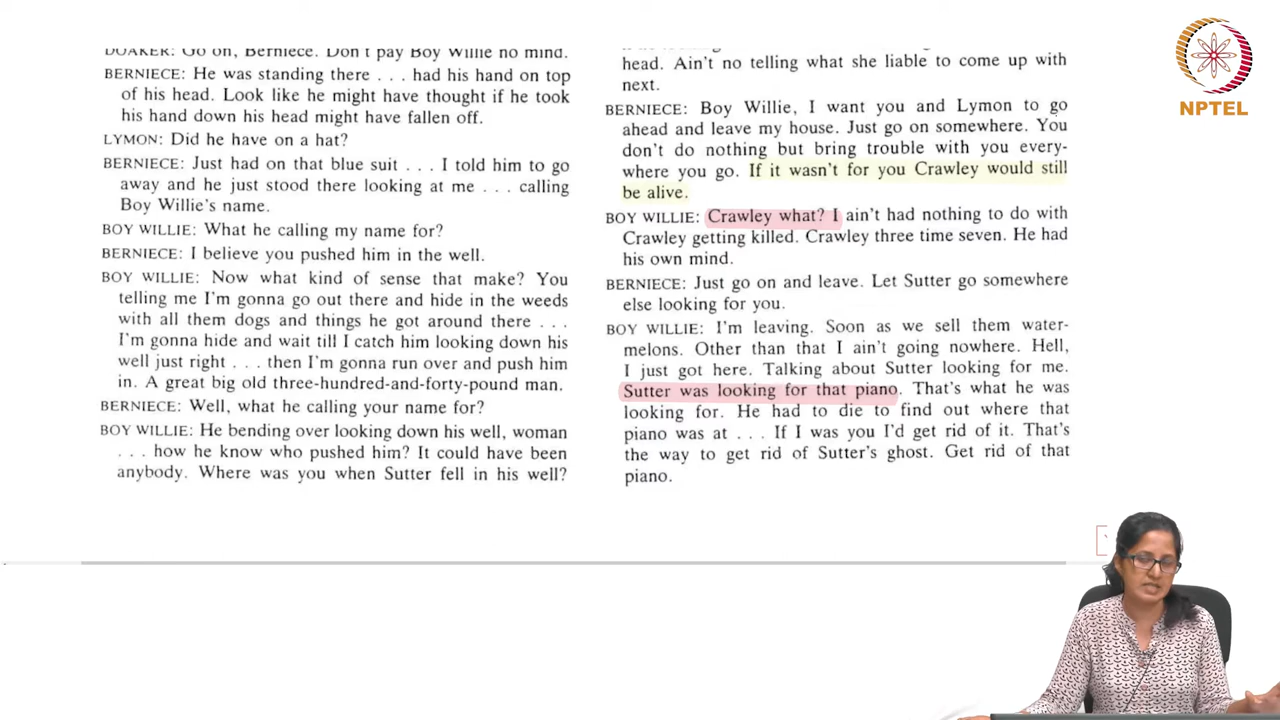 DOAKER: Go on, Berniece. Don't pay Boy Willie no mind.
BERNIECE: He was standing there . . . had his hand on top
of his head. Look like he might have thought if he took
his hand down his head might have fallen off.
LYMON: Did he have on a hat?
BERNIECE: Just had on that blue suit . . . I told him to go
away and he just stood there looking at me . . . calling
Boy Willie's name.
BOY WILLIE: What he calling my name for?
BERNIECE: I believe you pushed him in the well.
BOY WILLIE: Now what kind of sense that make? You
telling me I'm gonna go out there and hide in the weeds
with all them dogs and things he got around there . . .
I'm gonna hide and wait till I catch him looking down his
well just right . . . then I'm gonna run over and push him
in. A great big old three-hundred-and-forty-pound man.
BERNIECE: Well, what he calling your name for?
BOY WILLIE: He bending over looking down his well, woman
. . . how he know who pushed him? It could have been
anybody. Where was you when Sutter fell in his well?
head. Ain't no telling what she liable to come up with
next.
BERNIECE: Boy Willie, I want you and Lymon to go
ahead and leave my house. Just go on somewhere. You
don't do nothing but bring trouble with you every-
where you go. If it wasn't for you Crawley would still
be alive.
BOY WILLIE: Crawley what? I ain't had nothing to do with
Crawley getting killed. Crawley three time seven. He had
his own mind.
BERNIECE: Just go on and leave. Let Sutter go somewhere
else looking for you.
BOY WILLIE: I'm leaving. Soon as we sell them water-
melons. Other than that I ain't going nowhere. Hell,
I just got here. Talking about Sutter looking for me.
Sutter was looking for that piano. That's what he was
looking for. He had to die to find out where that
piano was at . . . If I was you I'd get rid of it. That's
the way to get rid of Sutter's ghost. Get rid of that
piano.
NPTEL